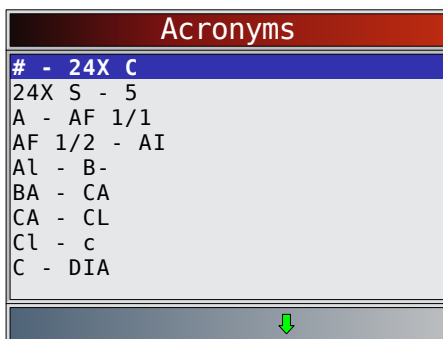 Acronyms
# - 24X C
24X S - 5
A - AF 1/1
AF 1/2 - AI
Al - B-
BA - CA
CA - CL
Cl - c
C - DIA